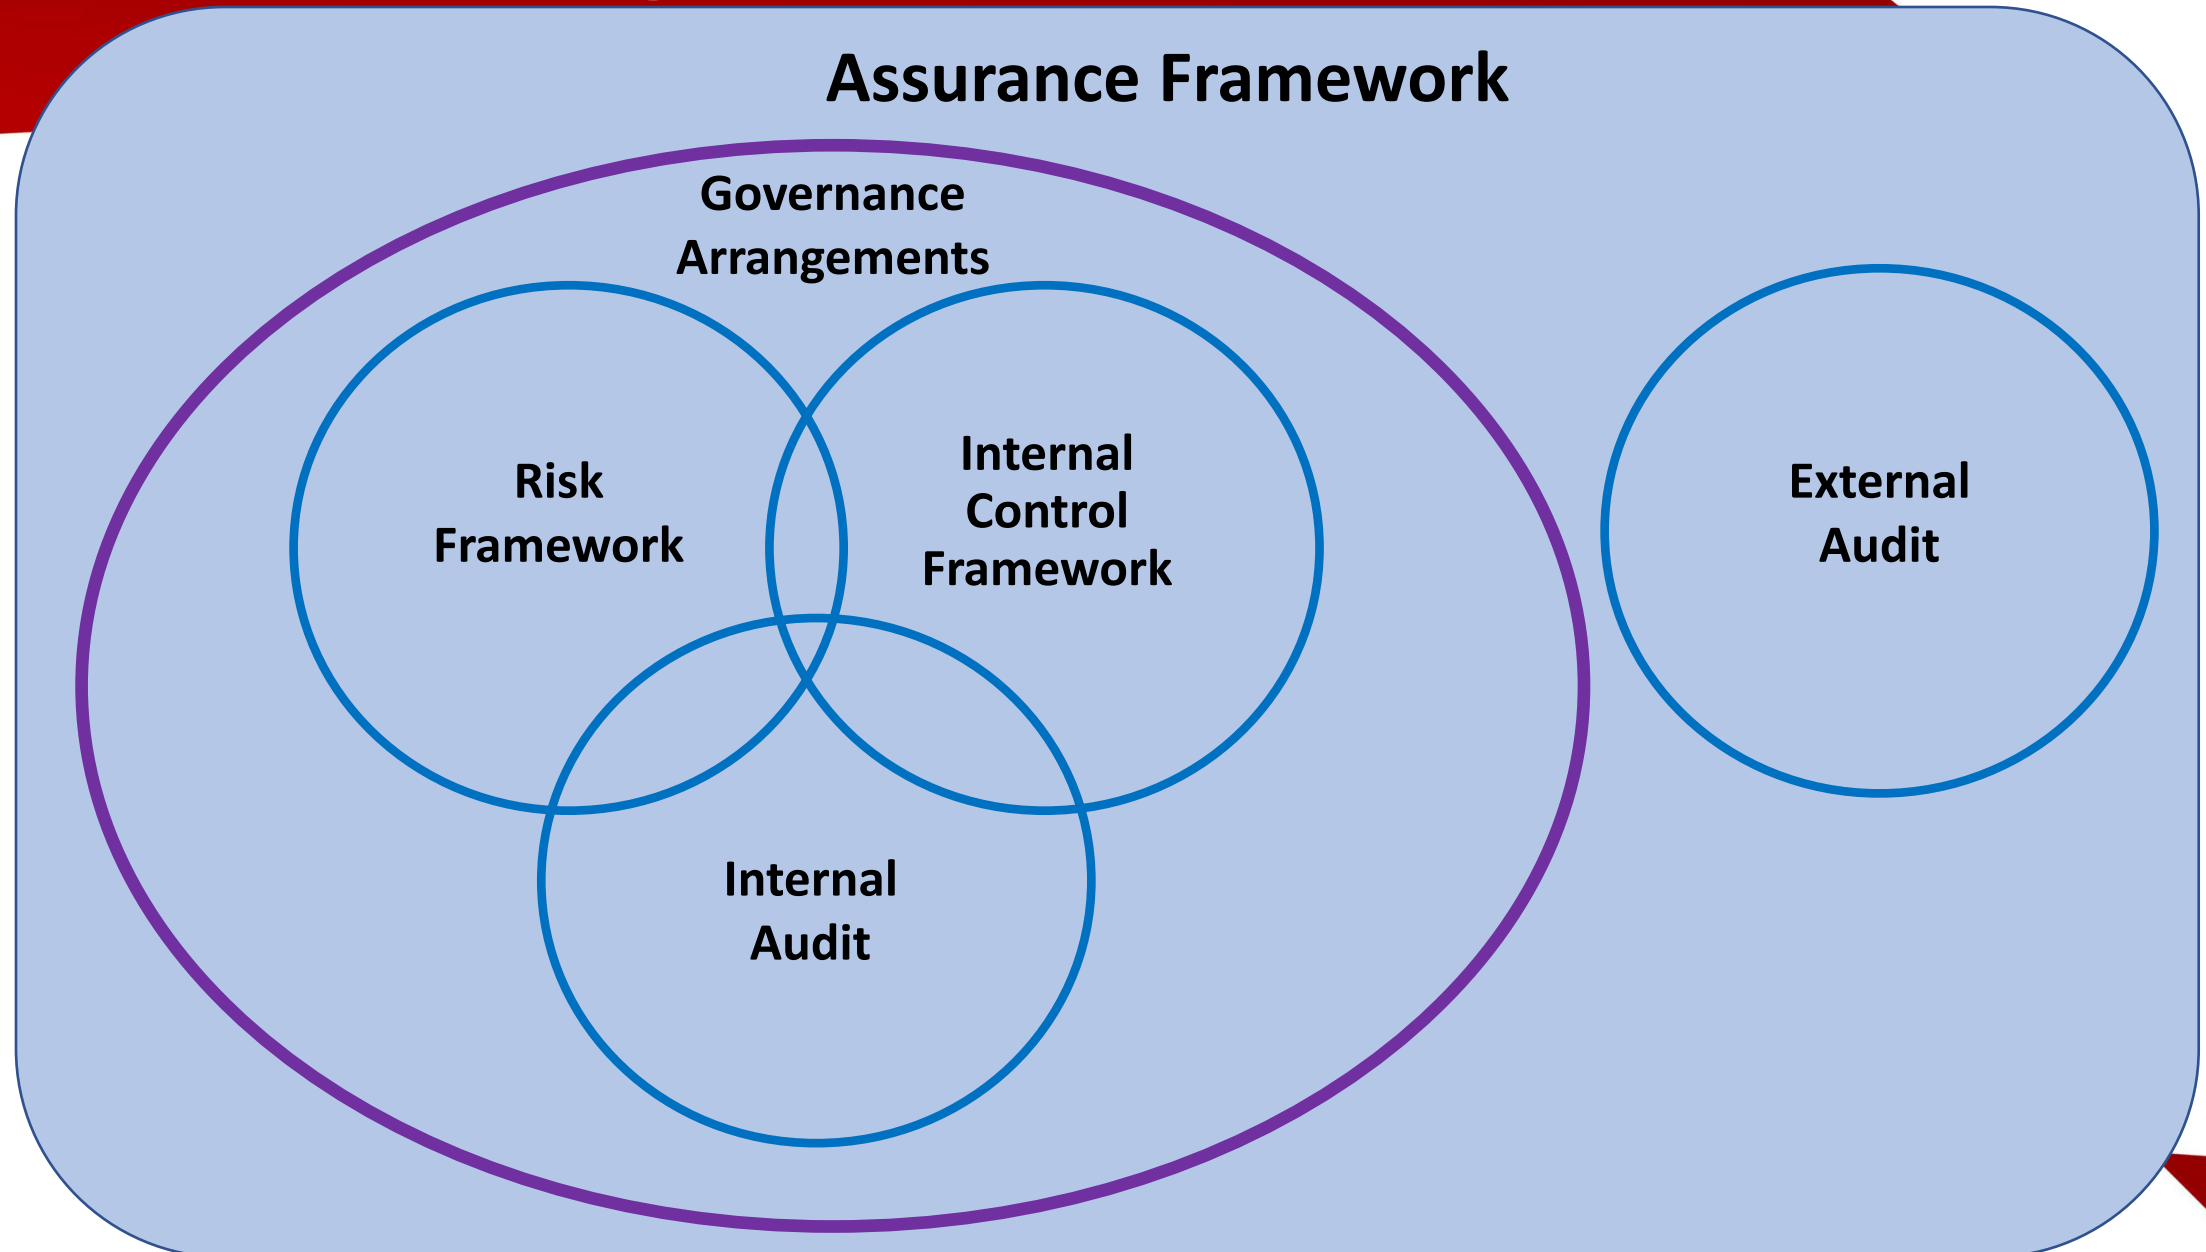 Assurance Framework
Governance
Arrangements
Risk
Framework
Internal
Control
Framework
External
Audit
Internal
Audit